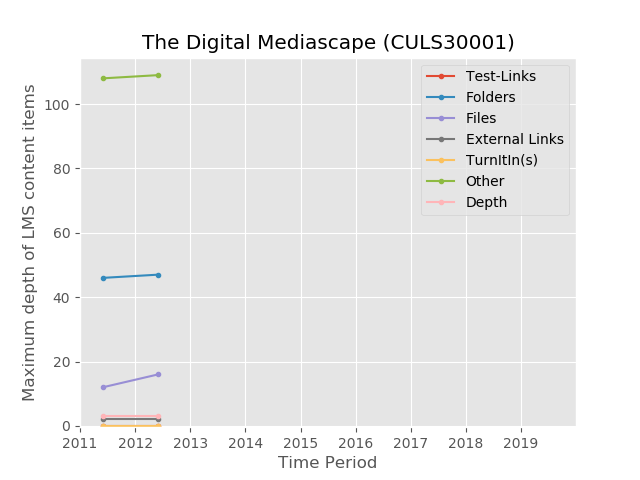 The Digital Mediascape (CULS30001)
Test-Links
Folders
Files
External Links
TurnItIn(s)
Other
Depth
Maximum depth of LMS content items
100
80
60
40
20
0
2011 2012 2013 2014 2015 2016 2017 2018 2019
Time Period